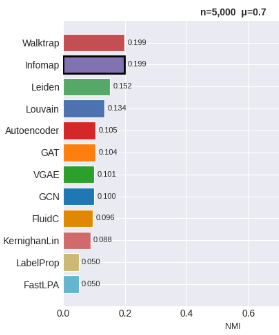 n=5,000 μ=0.7
Walktrap 0.199
Infomap 0.199
Leiden 0.152
Louvain 0.134
Autoencoder 0.105
GAT 0.104
VGAE 0.101
GCN 0.100
FluidC 0.096
KernighanLin 0.088
LabelProp 0.050
FastLPA 0.050
0.0 0.2 0.4 0.6
NMI